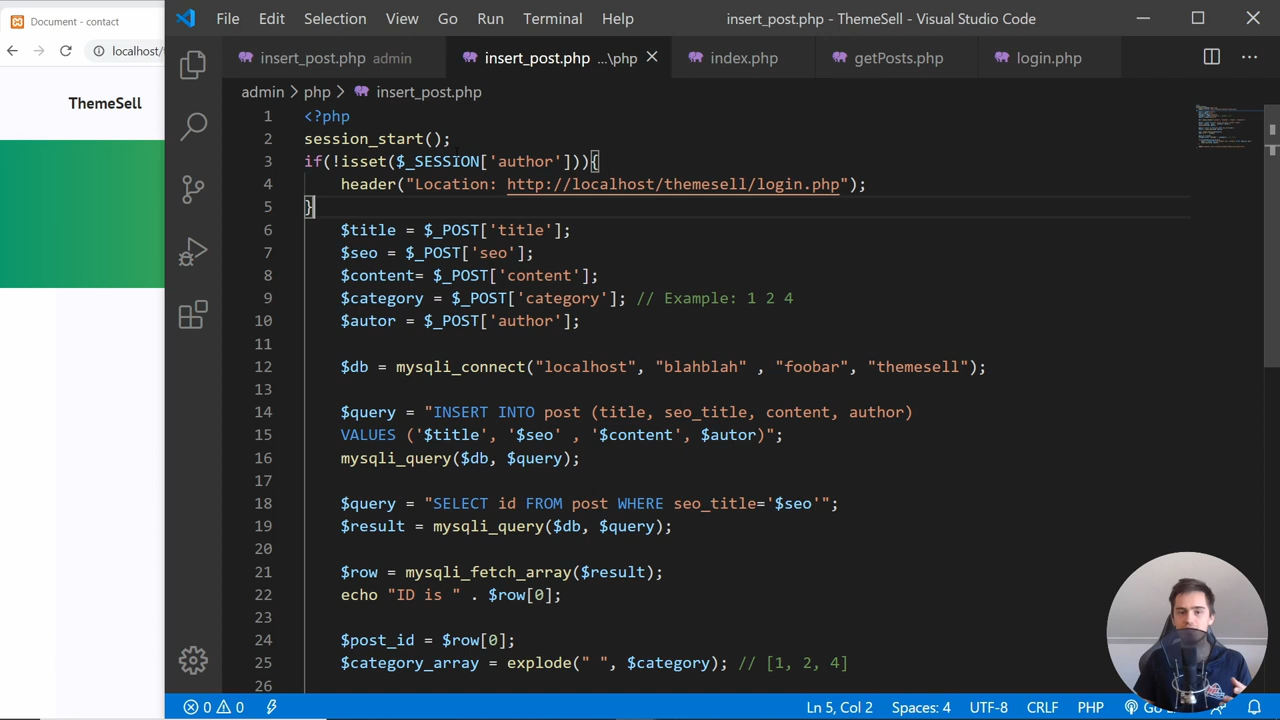 Document - contact
localhost/
ThemeSell
File Edit Selection View Go Run Terminal Help
insert_post.php - ThemeSell - Visual Studio Code
insert_post.php admin
insert_post.php ...\php
index.php
getPosts.php
login.php
admin > php > insert_post.php
1 <?php
2 session_start();
3 if(!isset($_SESSION['author'])){
4 header("Location: http://localhost/themesell/login.php");
5 }
6 $title = $_POST['title'];
7 $seo = $_POST['seo'];
8 $content= $_POST['content'];
9 $category = $_POST['category']; // Example: 1 2 4
10 $autor = $_POST['author'];
11
12 $db = mysqli_connect("localhost", "blahblah" , "foobar", "themesell");
13
14 $query = "INSERT INTO post (title, seo_title, content, author)
15 VALUES ('$title', '$seo' , '$content', $autor)";
16 mysqli_query($db, $query);
17
18 $query = "SELECT id FROM post WHERE seo_title='$seo'";
19 $result = mysqli_query($db, $query);
20
21 $row = mysqli_fetch_array($result);
22 echo "ID is " . $row[0];
23
24 $post_id = $row[0];
25 $category_array = explode(" ", $category); // [1, 2, 4]
26
0 0 Ln 5, Col 2 Spaces: 4 UTF-8 CRLF PHP Go